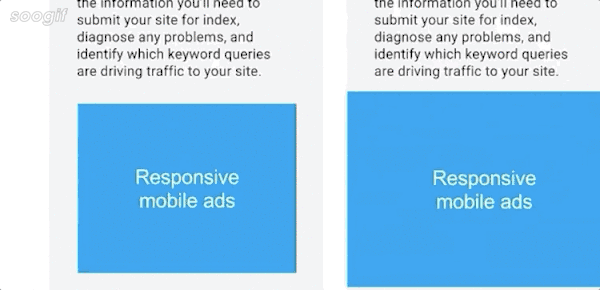 soogif
the information you'll need to
submit your site for index,
diagnose any problems, and
identify which keyword queries
are driving traffic to your site.
Responsive
mobile ads
the information you'll need to
submit your site for index,
diagnose any problems, and
identify which keyword queries
are driving traffic to your site.
Responsive
mobile ads